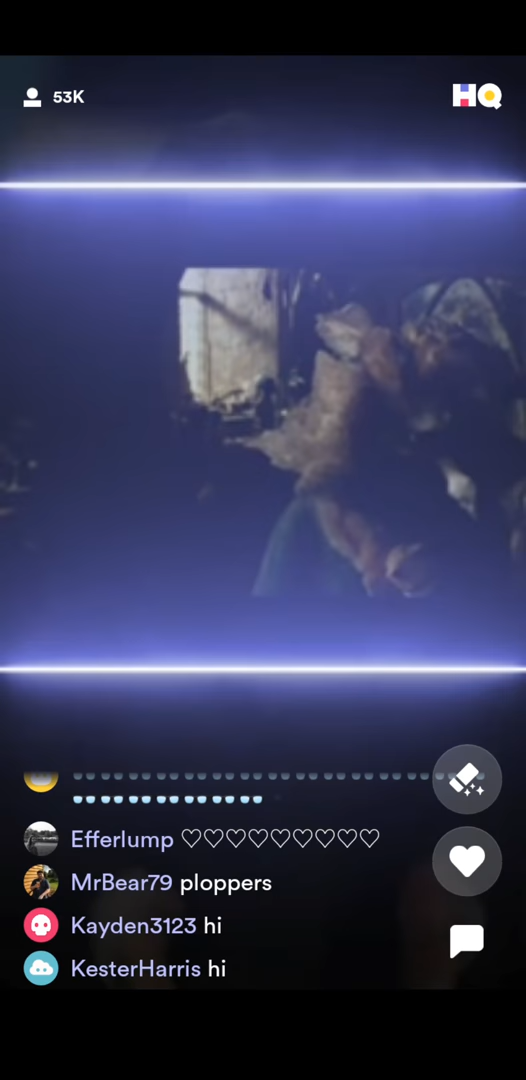 53K
HQ
Efferlump ♡♡♡♡♡♡♡♡♡
MrBear79 ploppers
Kayden3123 hi
KesterHarris hi